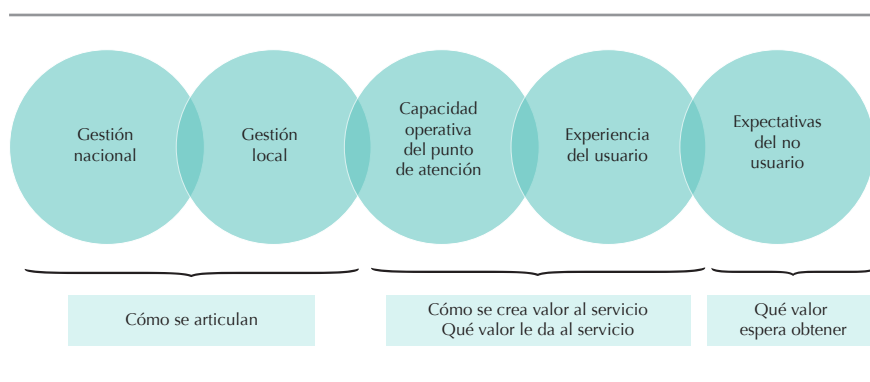 Gestión
nacional
Gestión
local
Capacidad
operativa
del punto
de atención
Experiencia
del usuario
Expectativas
del no
usuario
Cómo se articulan
Cómo se crea valor al servicio
Qué valor le da al servicio
Qué valor
espera obtener